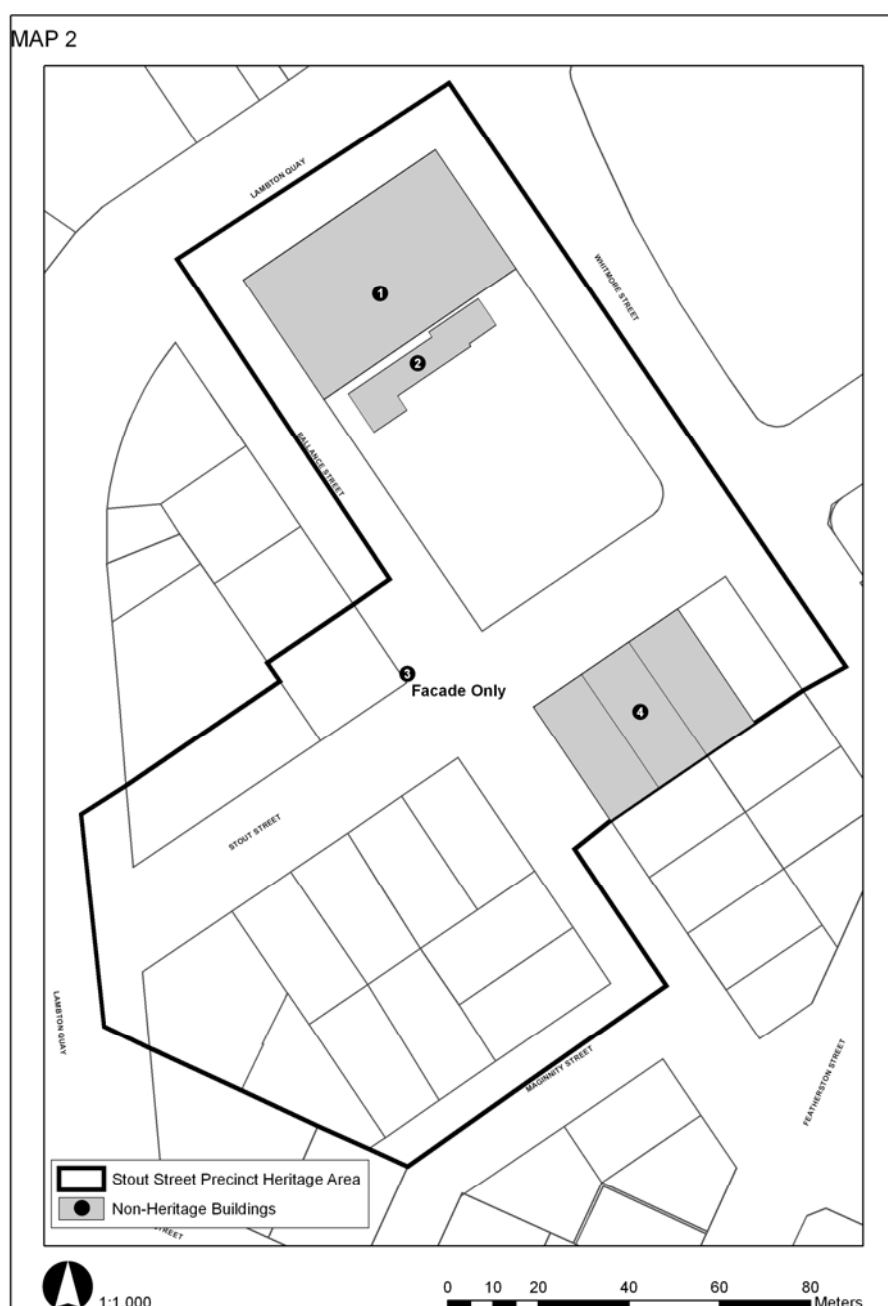 MAP 2
LAMBTON QUAY
WHITMORE STREET
1
2
BALLANCE STREET
3
Facade Only
4
STOUT STREET
LAMBTON QUAY
MAGINNITY STREET
FEATHERSTON STREET
Stout Street Precinct Heritage Area
Non-Heritage Buildings
STREET
1:1,000
0 10 20 40 60 80
Meters